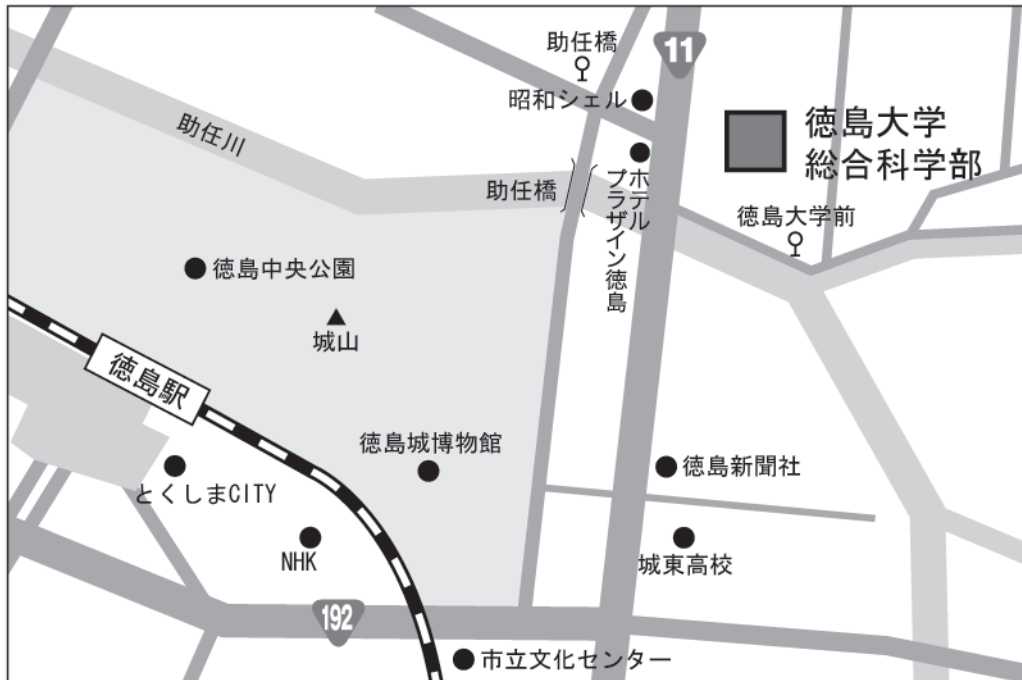 助任橋
11
昭和シェル
徳島大学
総合科学部
助任川
助任橋
ホテル
プラザイン徳島
徳島大学前
徳島中央公園
城山
徳島駅
徳島城博物館
徳島新聞社
とくしまCITY
NHK
城東高校
192
市立文化センター